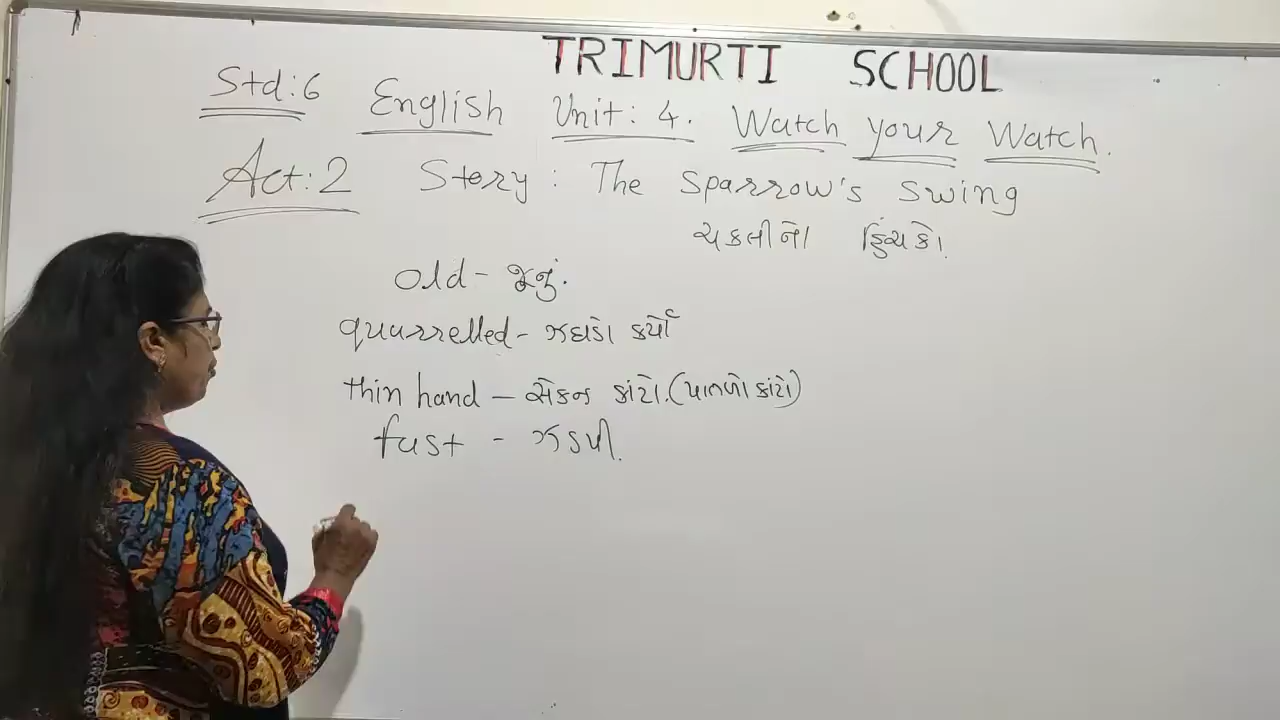 TRIMURTI SCHOOL
Std:6 English Unit: 4. Watch your Watch.
Act:2 Story: The Sparrow's Swing
ચકલીનો હિંચકો.
old - જૂનું.
quarrelled - ઝઘડો કર્યો
thin hand - સેકન્ડ કાંટો. (પાતળો કાંટો)
fast - ઝડપી.